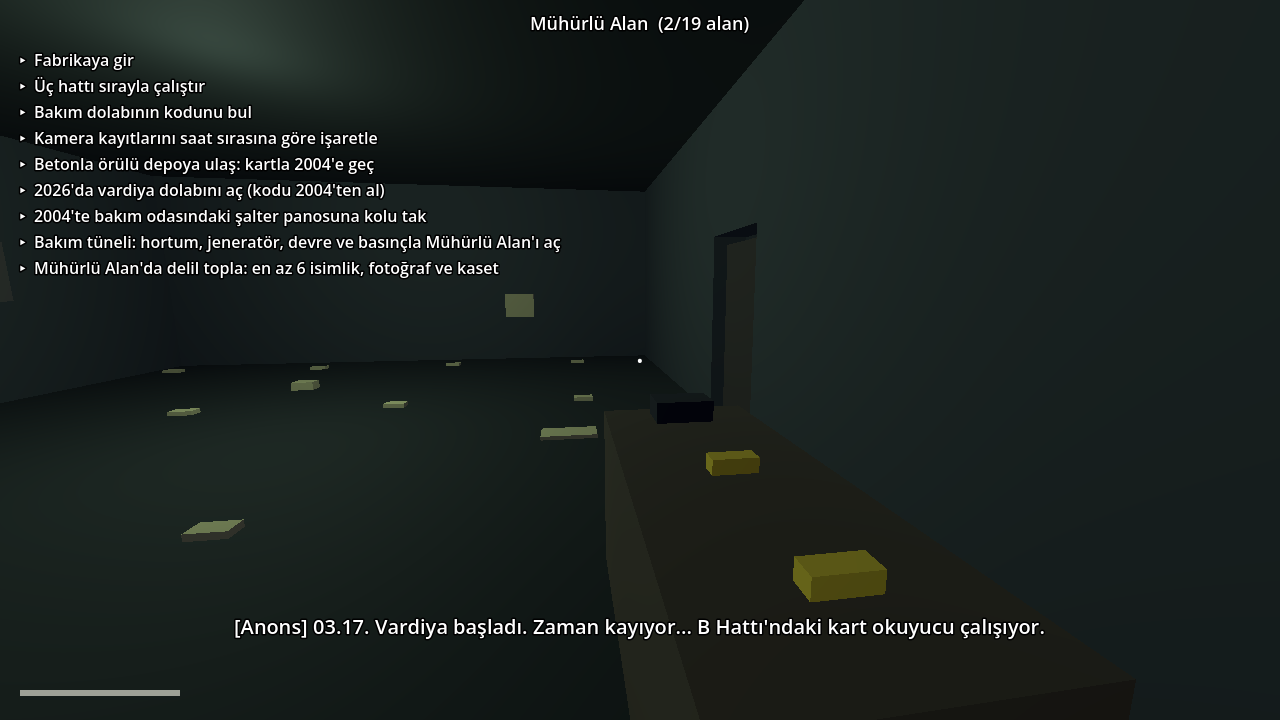 Mühürlü Alan (2/19 alan)
‣ Fabrikaya gir
‣ Üç hattı sırayla çalıştır
‣ Bakım dolabının kodunu bul
‣ Kamera kayıtlarını saat sırasına göre işaretle
‣ Betonla örülü depoya ulaş: kartla 2004'e geç
‣ 2026'da vardiya dolabını aç (kodu 2004'ten al)
‣ 2004'te bakım odasındaki şalter panosuna kolu tak
‣ Bakım tüneli: hortum, jeneratör, devre ve basınçla Mühürlü Alan'ı aç
‣ Mühürlü Alan'da delil topla: en az 6 isimlik, fotoğraf ve kaset
[Anons] 03.17. Vardiya başladı. Zaman kayıyor... B Hattı'ndaki kart okuyucu çalışıyor.